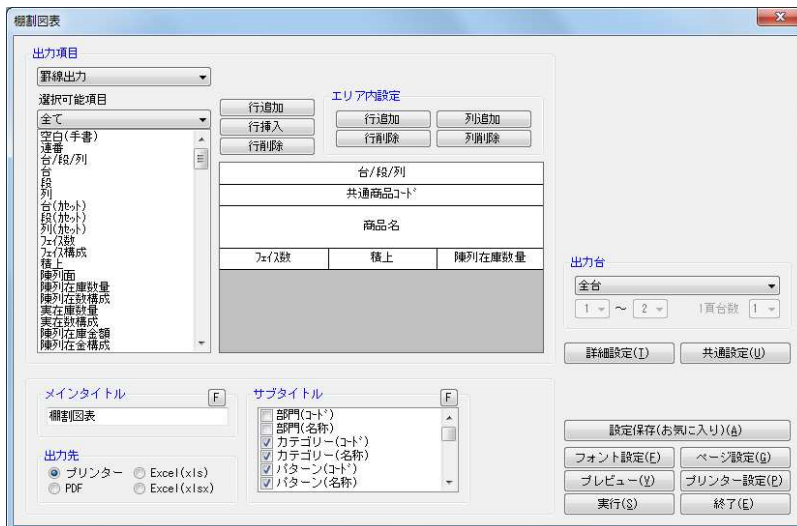 棚割図表
出力項目
罫線出力
選択可能項目
全て
空白(手書)
連番
台/段/列
台
段
列
台(ｶｾｯﾄ)
段(ｶｾｯﾄ)
列(ｶｾｯﾄ)
ﾌｪｲｽ数
ﾌｪｲｽ構成
積上
陳列面
陳列在庫数量
陳列在数構成
実在庫数量
実在数構成
陳列在庫金額
陳列在金構成
行追加
行挿入
行削除
エリア内設定
行追加
列追加
行削除
列削除
台/段/列
共通商品ｺｰﾄﾞ
商品名
ﾌｪｲｽ数 積上 陳列在庫数量
出力台
全台
1 ～ 2 1頁台数 1
詳細設定(I)
共通設定(U)
メインタイトル F
棚割図表
出力先
プリンター Excel(xls)
PDF Excel(xlsx)
サブタイトル F
部門(ｺｰﾄﾞ)
部門(名称)
カテゴリー(ｺｰﾄﾞ)
カテゴリー(名称)
パターン(ｺｰﾄﾞ)
パターン(名称)
設定保存(お気に入り)(A)
フォント設定(F) ページ設定(G)
プレビュー(V) プリンター設定(P)
実行(S) 終了(E)